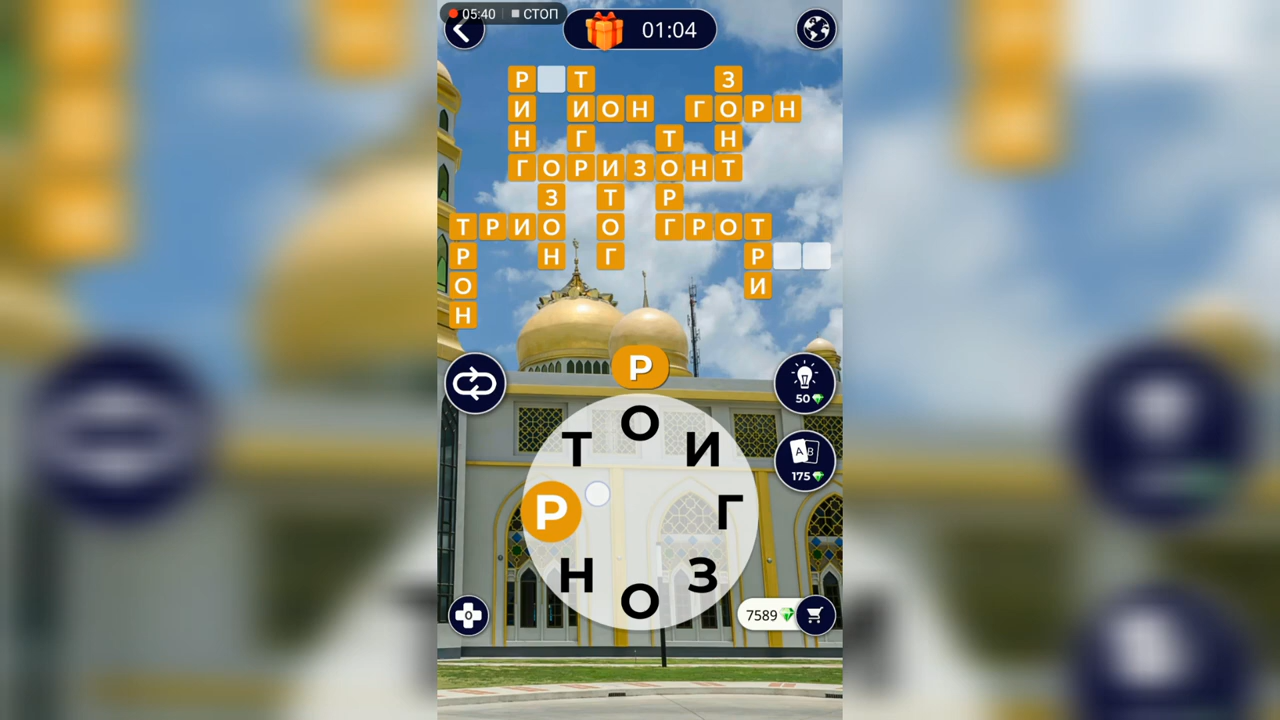 05:40 СТОП
01:04
Р Т З
И ИОН ГОРН
Н Г Т Н
ГОРИЗОНТ
З Т Р
ТРИО О ГРОТ
Р Н Г Р
О И
Н
Р
О
Т И
50
A B
175
Р Г
Н З
О
0
7589